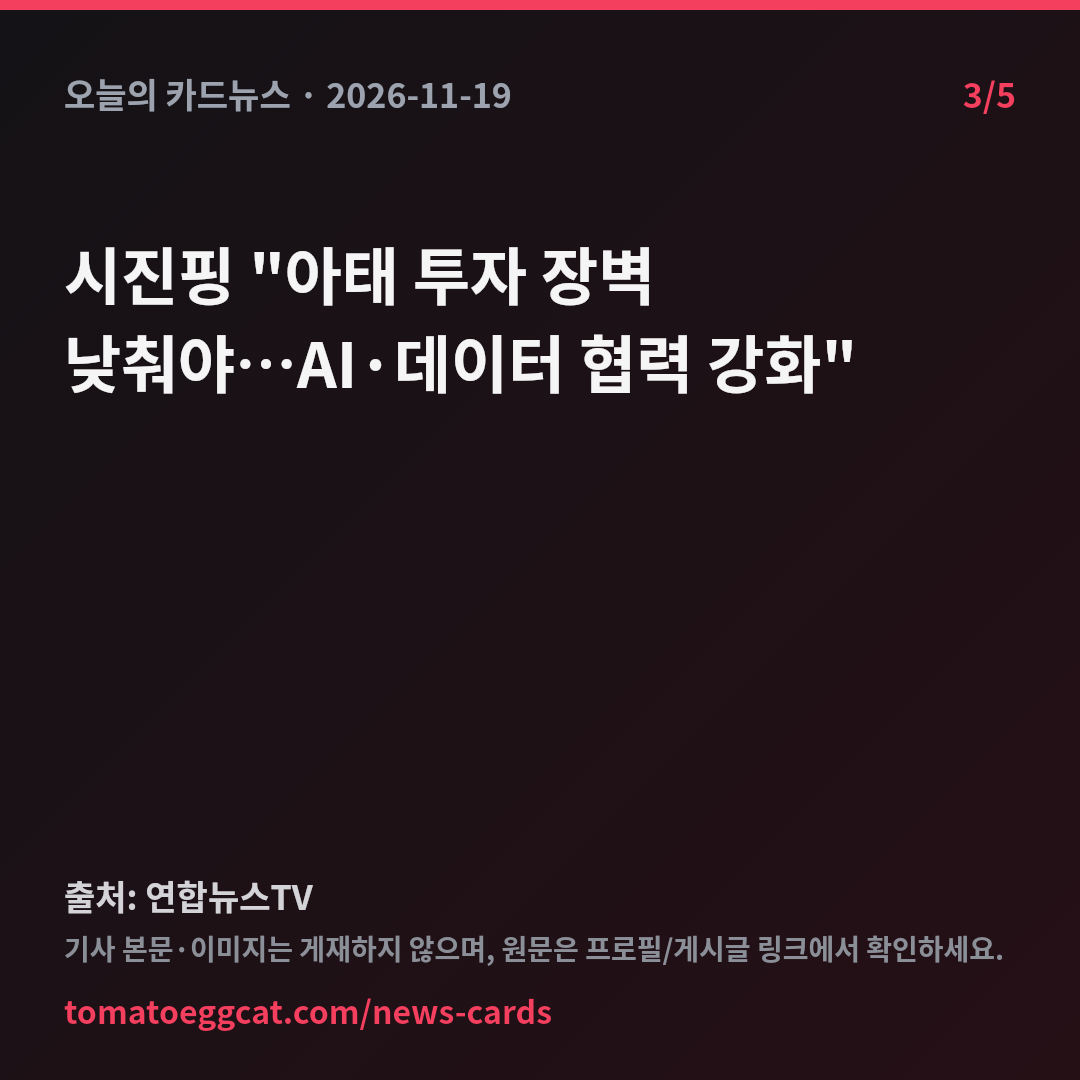 오늘의 카드뉴스 · 2026-11-19
3/5
시진핑 "아태 투자 장벽
낮춰야…AI·데이터 협력 강화"
출처: 연합뉴스TV
기사 본문·이미지는 게재하지 않으며, 원문은 프로필/게시글 링크에서 확인하세요.
tomatoeggcat.com/news-cards